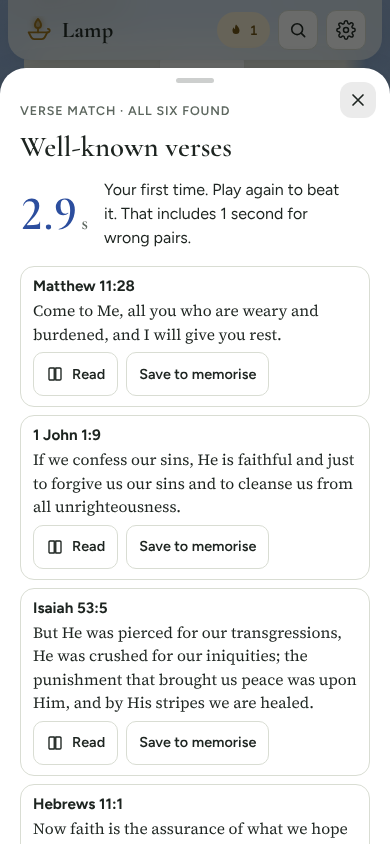 Lamp
1
VERSE MATCH · ALL SIX FOUND
Well-known verses
2.9 s
Your first time. Play again to beat
it. That includes 1 second for
wrong pairs.
Matthew 11:28
Come to Me, all you who are weary and
burdened, and I will give you rest.
Read
Save to memorise
1 John 1:9
If we confess our sins, He is faithful and just
to forgive us our sins and to cleanse us from
all unrighteousness.
Read
Save to memorise
Isaiah 53:5
But He was pierced for our transgressions,
He was crushed for our iniquities; the
punishment that brought us peace was upon
Him, and by His stripes we are healed.
Read
Save to memorise
Hebrews 11:1
Now faith is the assurance of what we hope